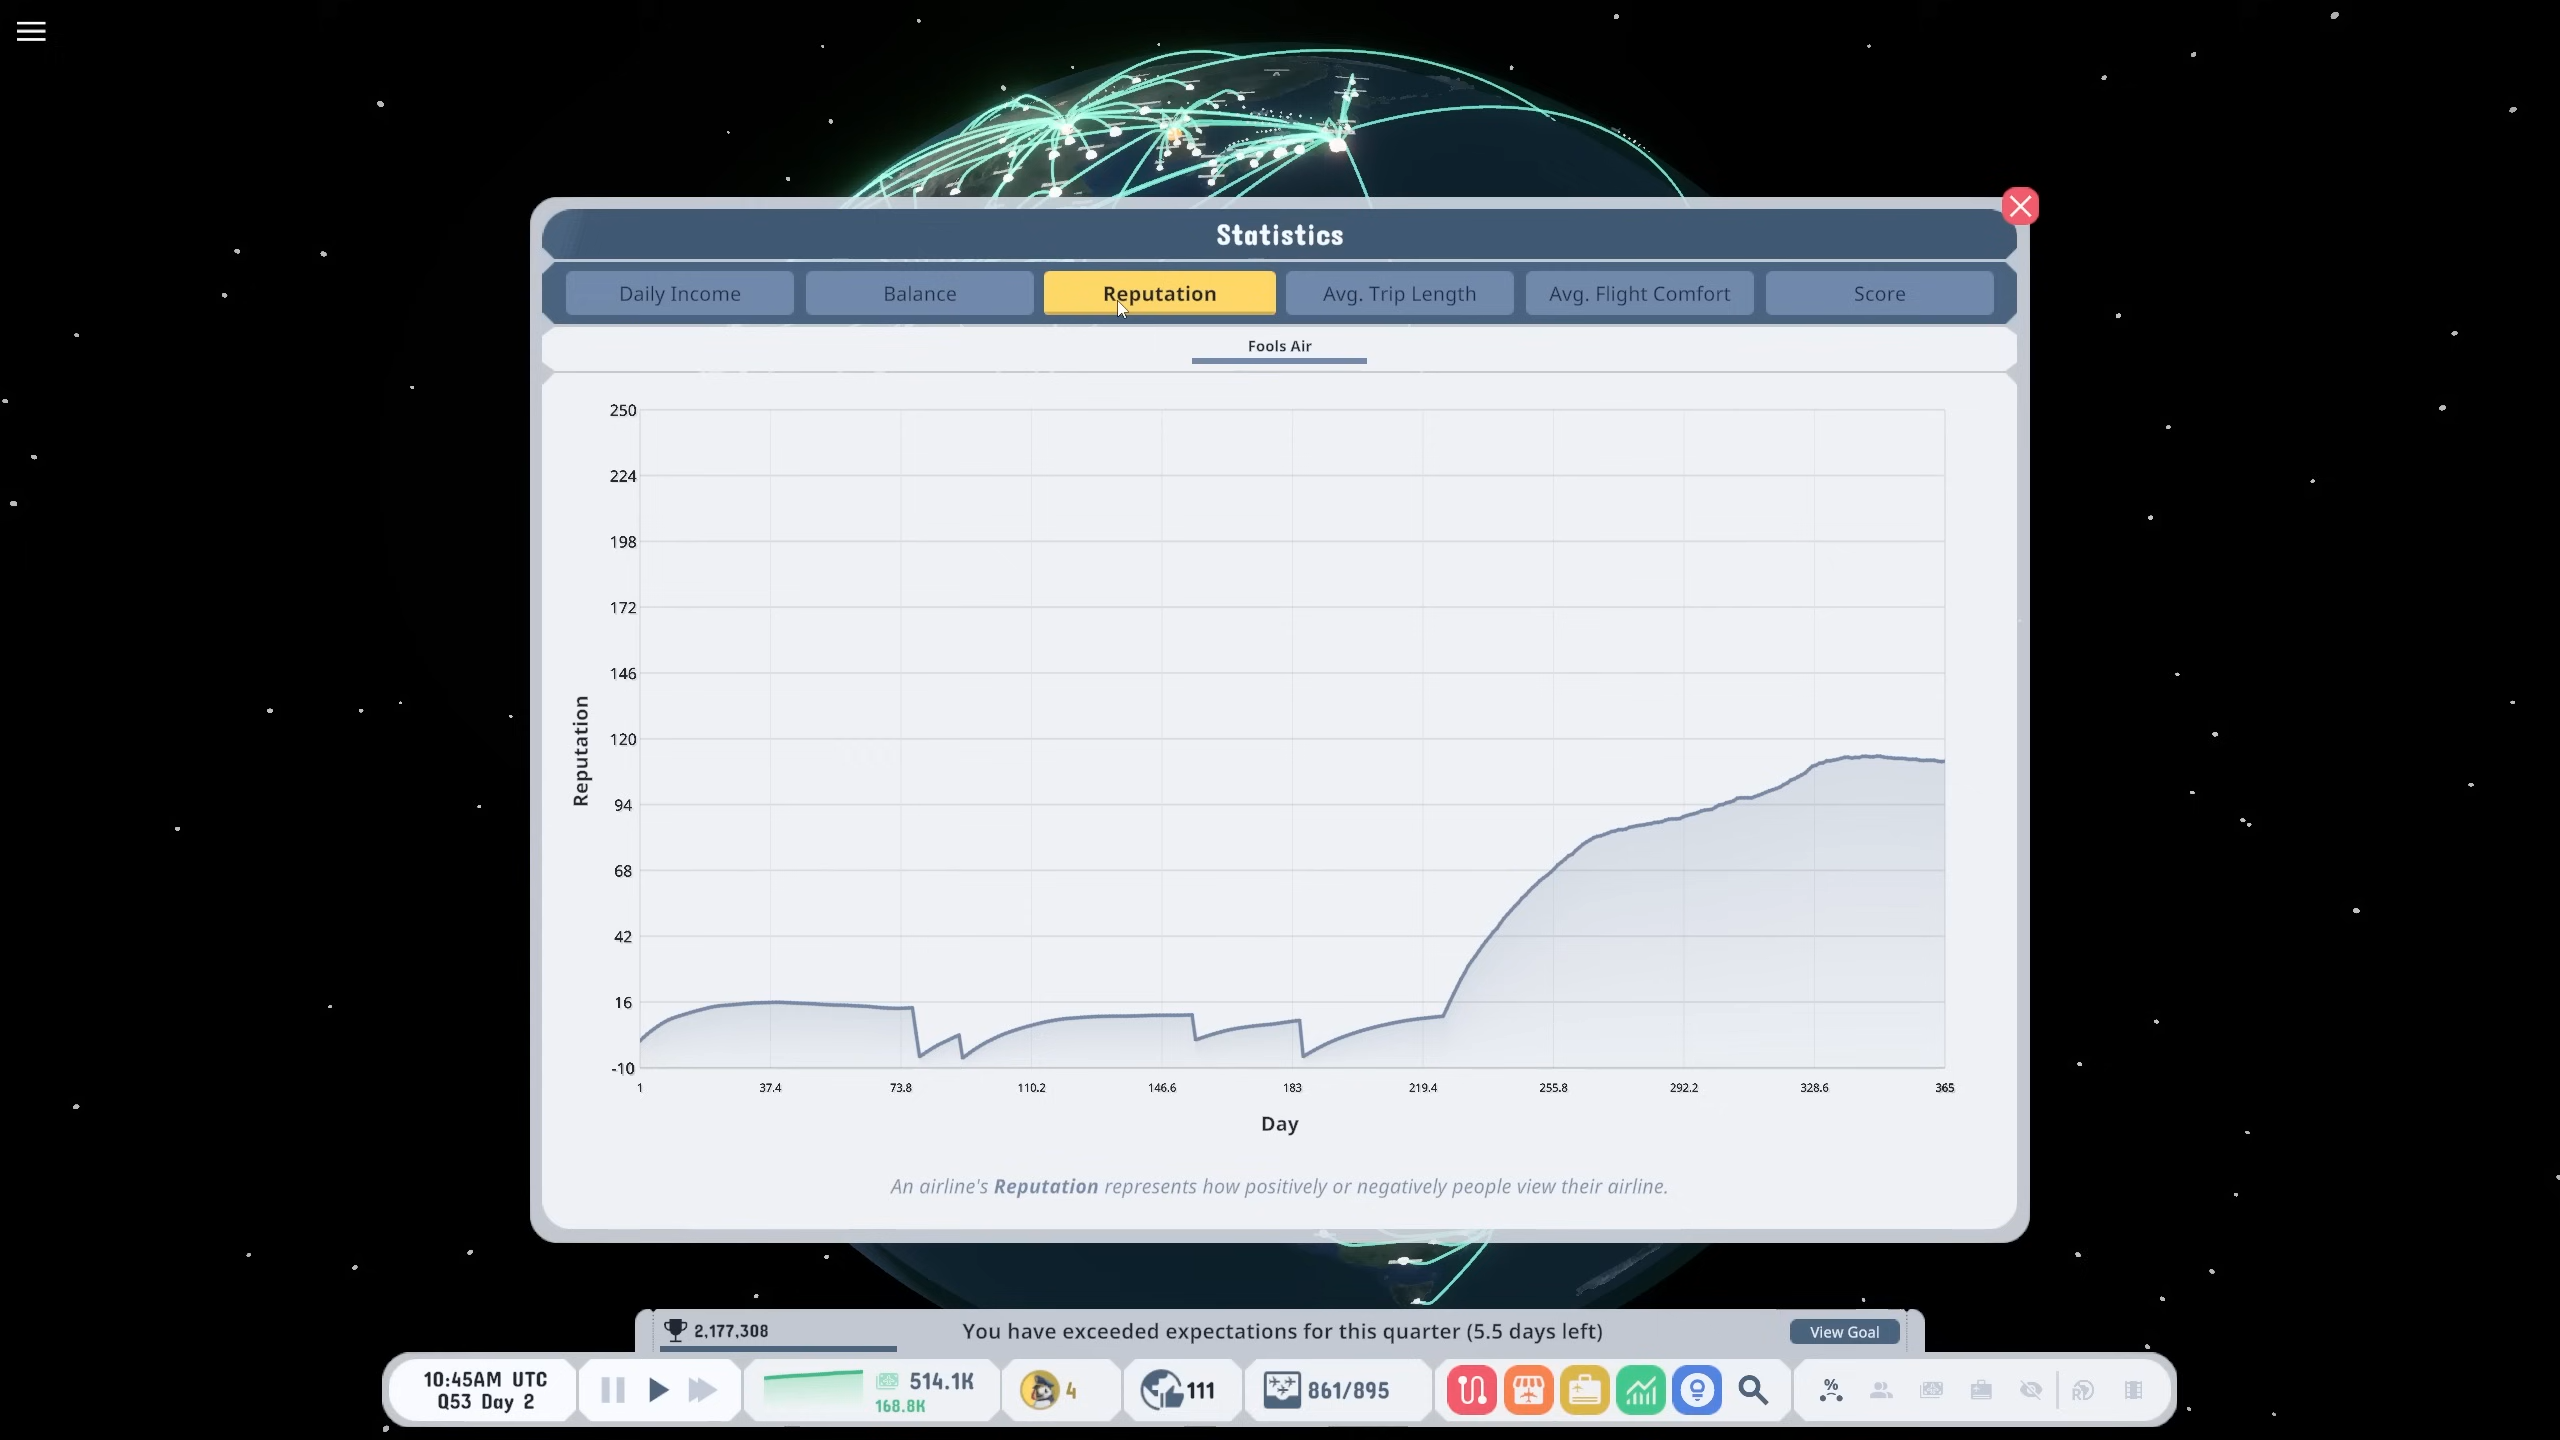 Statistics
Daily Income
Balance
Reputation
Avg. Trip Length
Avg. Flight Comfort
Score
Fools Air
250
224
198
172
146
120
94
68
42
16
-10
Reputation
1
37.4
73.8
110.2
146.6
183
219.4
255.8
292.2
328.6
365
Day
An airline's Reputation represents how positively or negatively people view their airline.
2,177,308
You have exceeded expectations for this quarter (5.5 days left)
View Goal
10:45AM UTC
Q53 Day 2
514.1K
168.8K
4
111
861/895
%